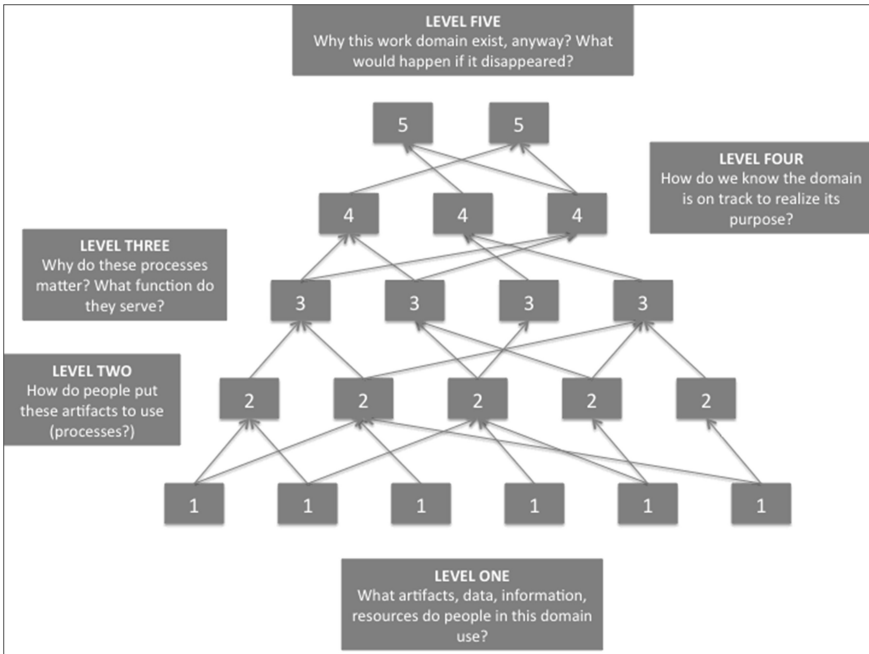 LEVEL FIVE
Why this work domain exist, anyway? What
would happen if it disappeared?
5 5
LEVEL FOUR
How do we know the domain
is on track to realize its
purpose?
4 4 4
LEVEL THREE
Why do these processes
matter? What function do
they serve?
3 3 3 3
LEVEL TWO
How do people put
these artifacts to use
(processes?)
2 2 2 2 2
1 1 1 1 1 1
LEVEL ONE
What artifacts, data, information,
resources do people in this domain
use?